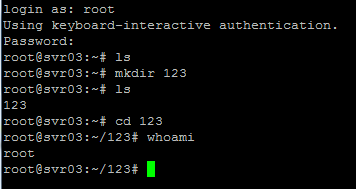 login as: root
Using keyboard-interactive authentication.
Password:
root@svr03:~# ls
root@svr03:~# mkdir 123
root@svr03:~# ls
123
root@svr03:~# cd 123
root@svr03:~/123# whoami
root
root@svr03:~/123#